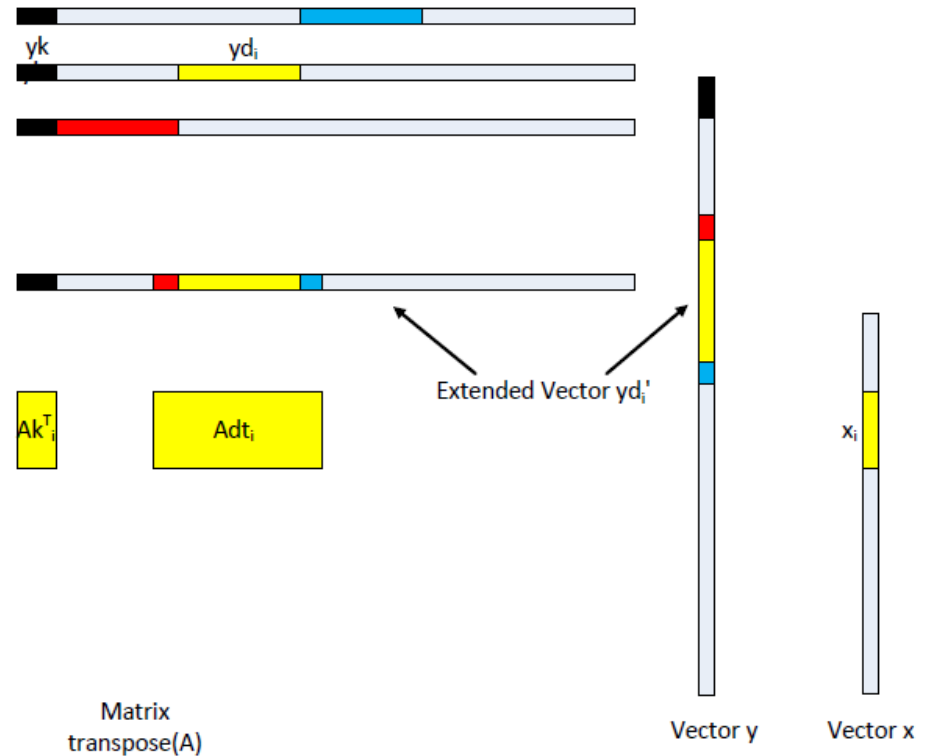 yk
ydᵢ
Extended Vector ydᵢ'
Akᵀᵢ
Adtᵢ
xᵢ
Matrix
transpose(A)
Vector y
Vector x